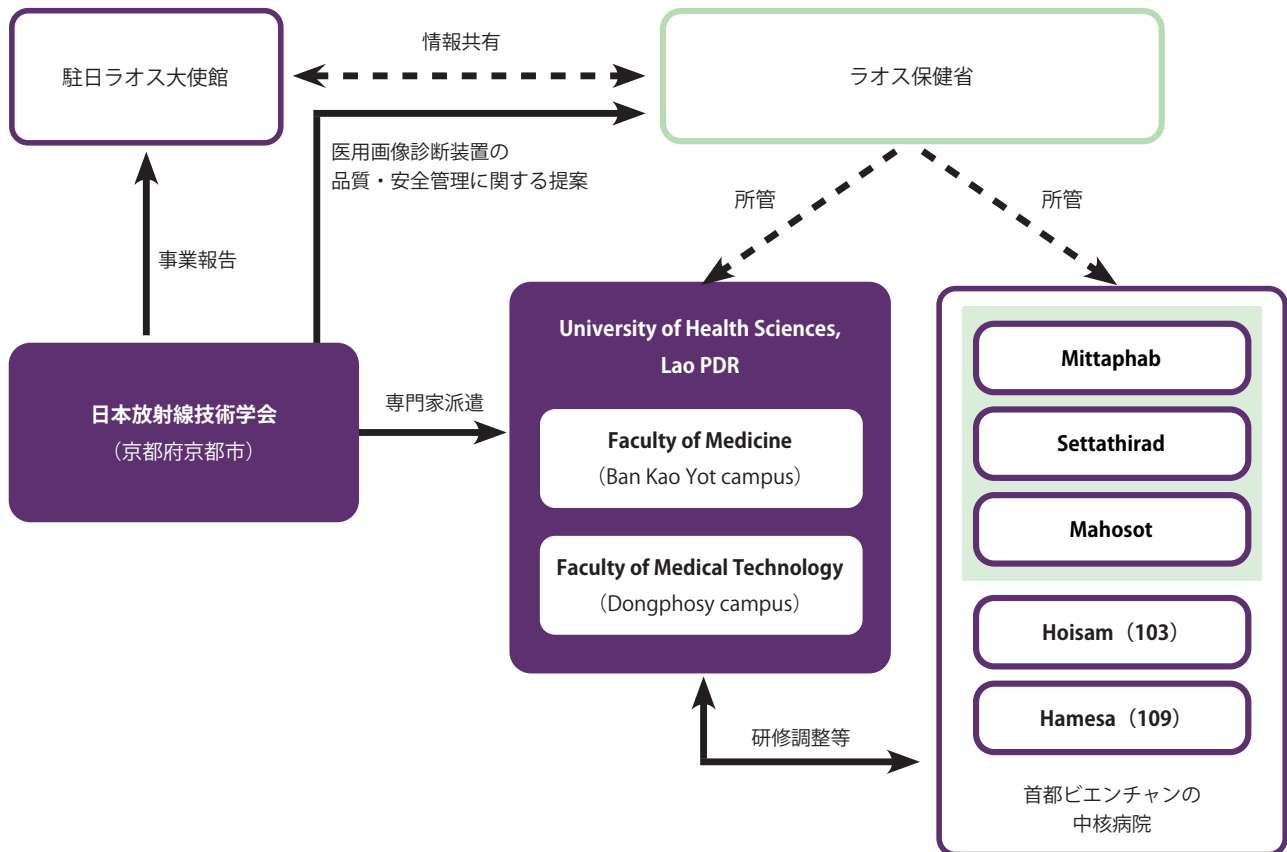 駐日ラオス大使館
情報共有
ラオス保健省
医用画像診断装置の
品質・安全管理に関する提案
所管
所管
事業報告
日本放射線技術学会
（京都府京都市）
専門家派遣
University of Health Sciences,
Lao PDR
Faculty of Medicine
（Ban Kao Yot campus）
Faculty of Medical Technology
（Dongphosy campus）
Mittaphab
Settathirad
Mahosot
Hoisam（103）
Hamesa（109）
研修調整等
首都ビエンチャンの
中核病院